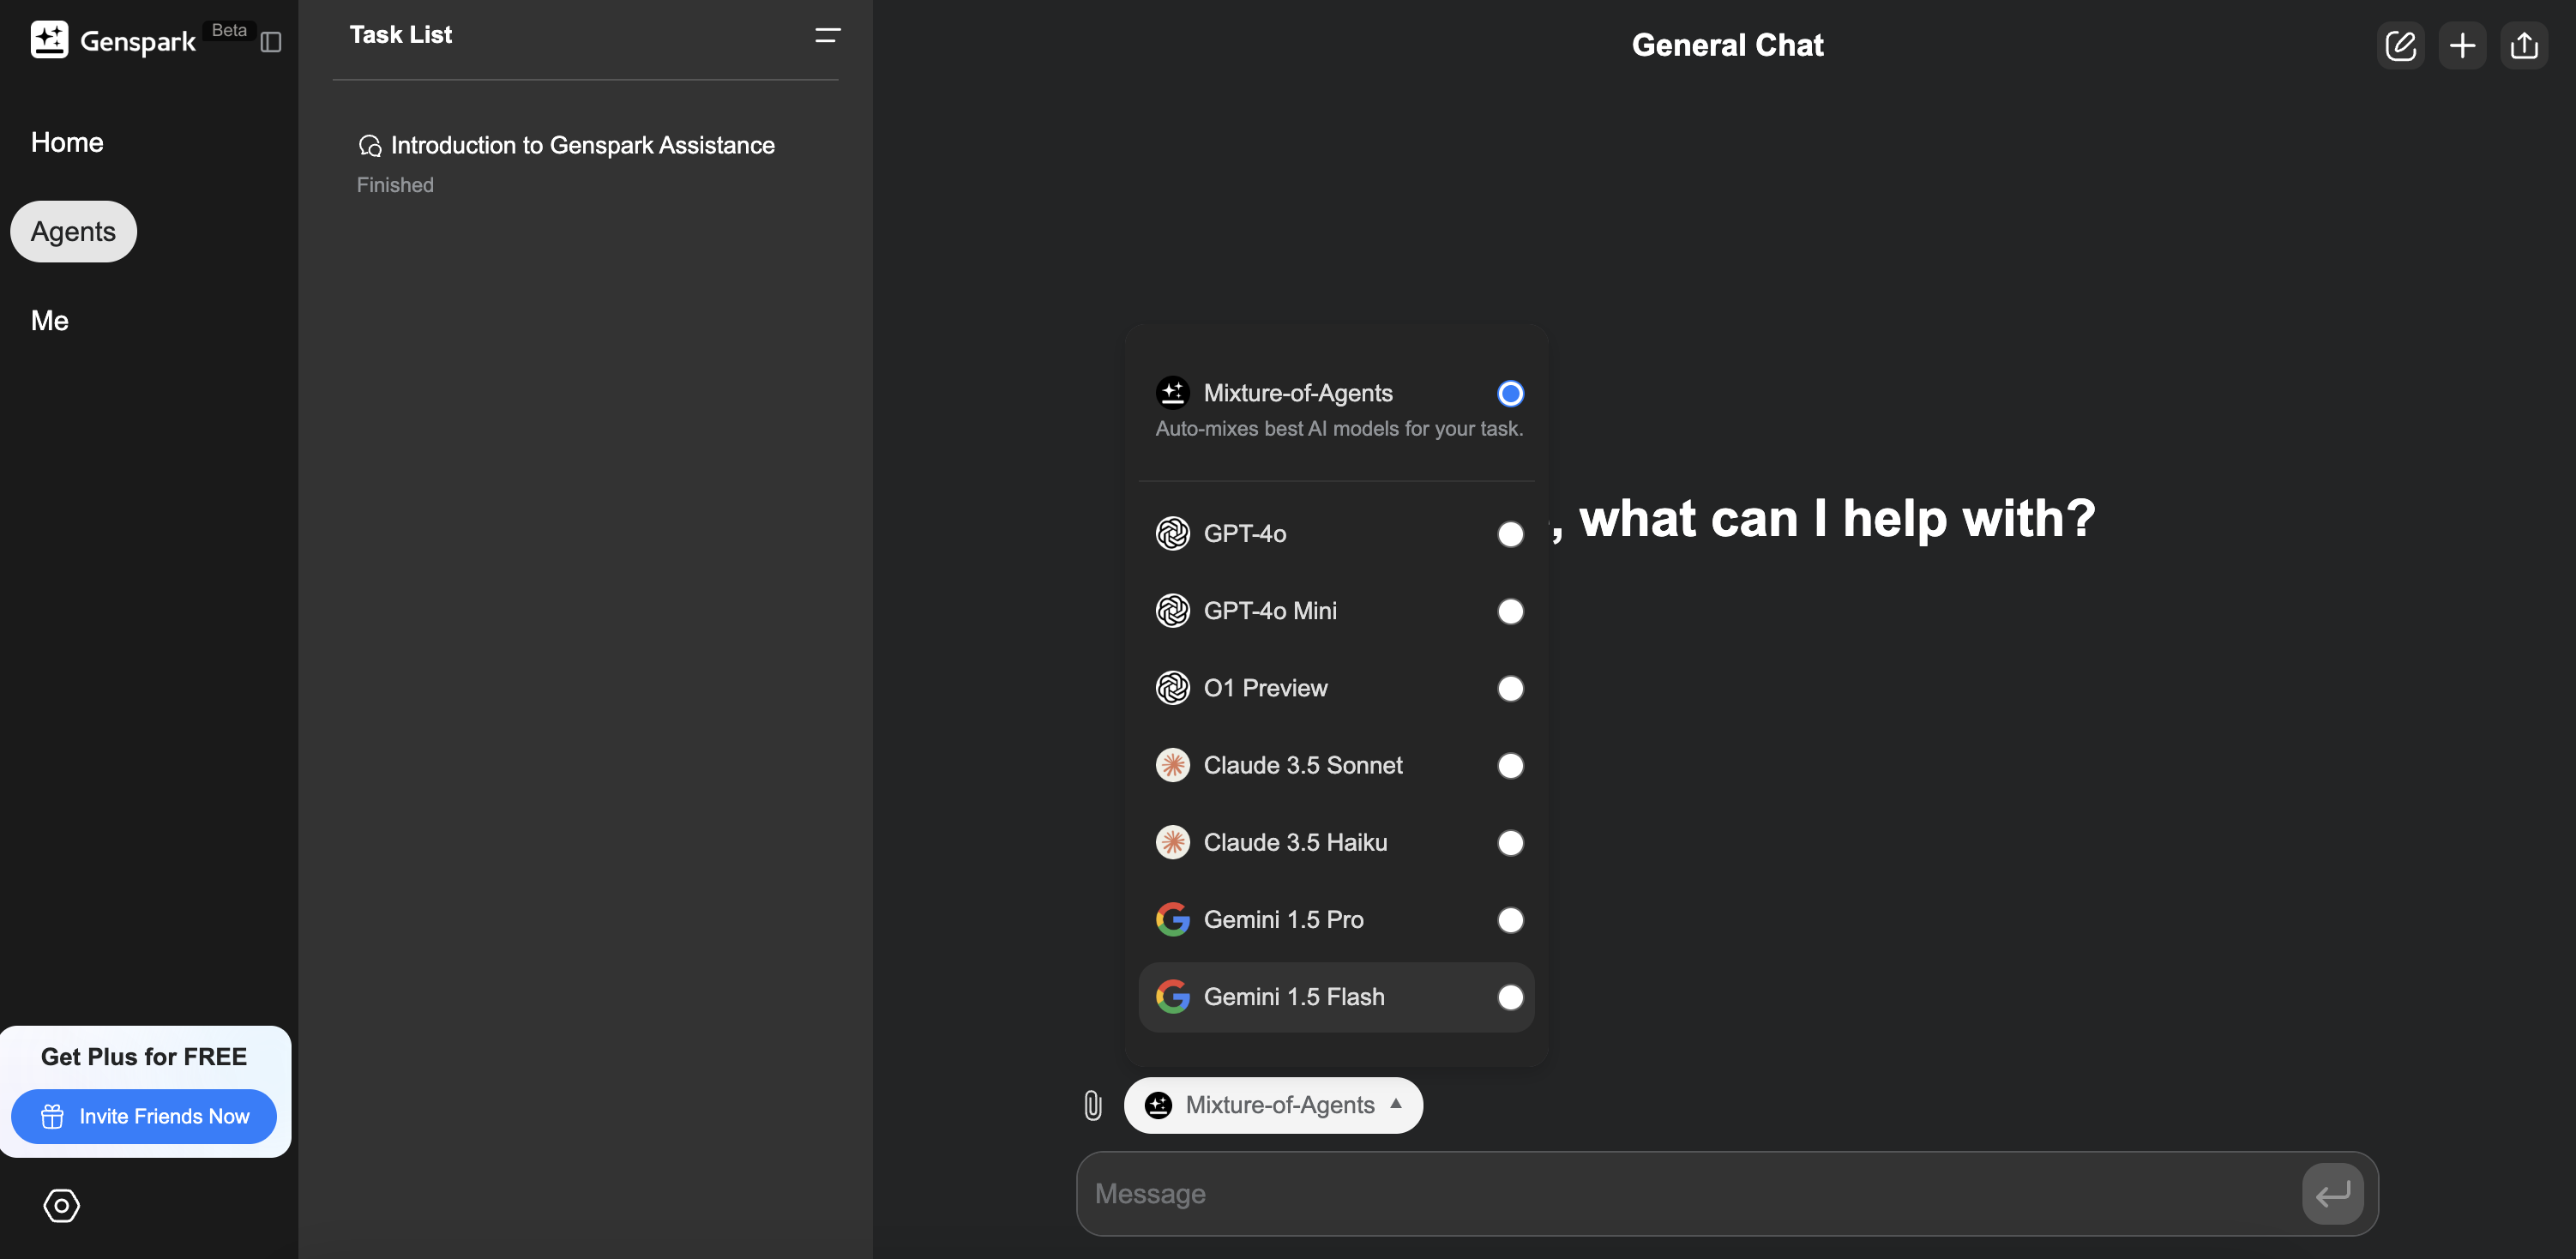 Genspark Beta
Home
Agents
Me
Get Plus for FREE
Invite Friends Now
Task List
Introduction to Genspark Assistance
Finished
General Chat
, what can I help with?
Mixture-of-Agents
Auto-mixes best AI models for your task.
GPT-4o
GPT-4o Mini
O1 Preview
Claude 3.5 Sonnet
Claude 3.5 Haiku
Gemini 1.5 Pro
Gemini 1.5 Flash
Mixture-of-Agents
Message